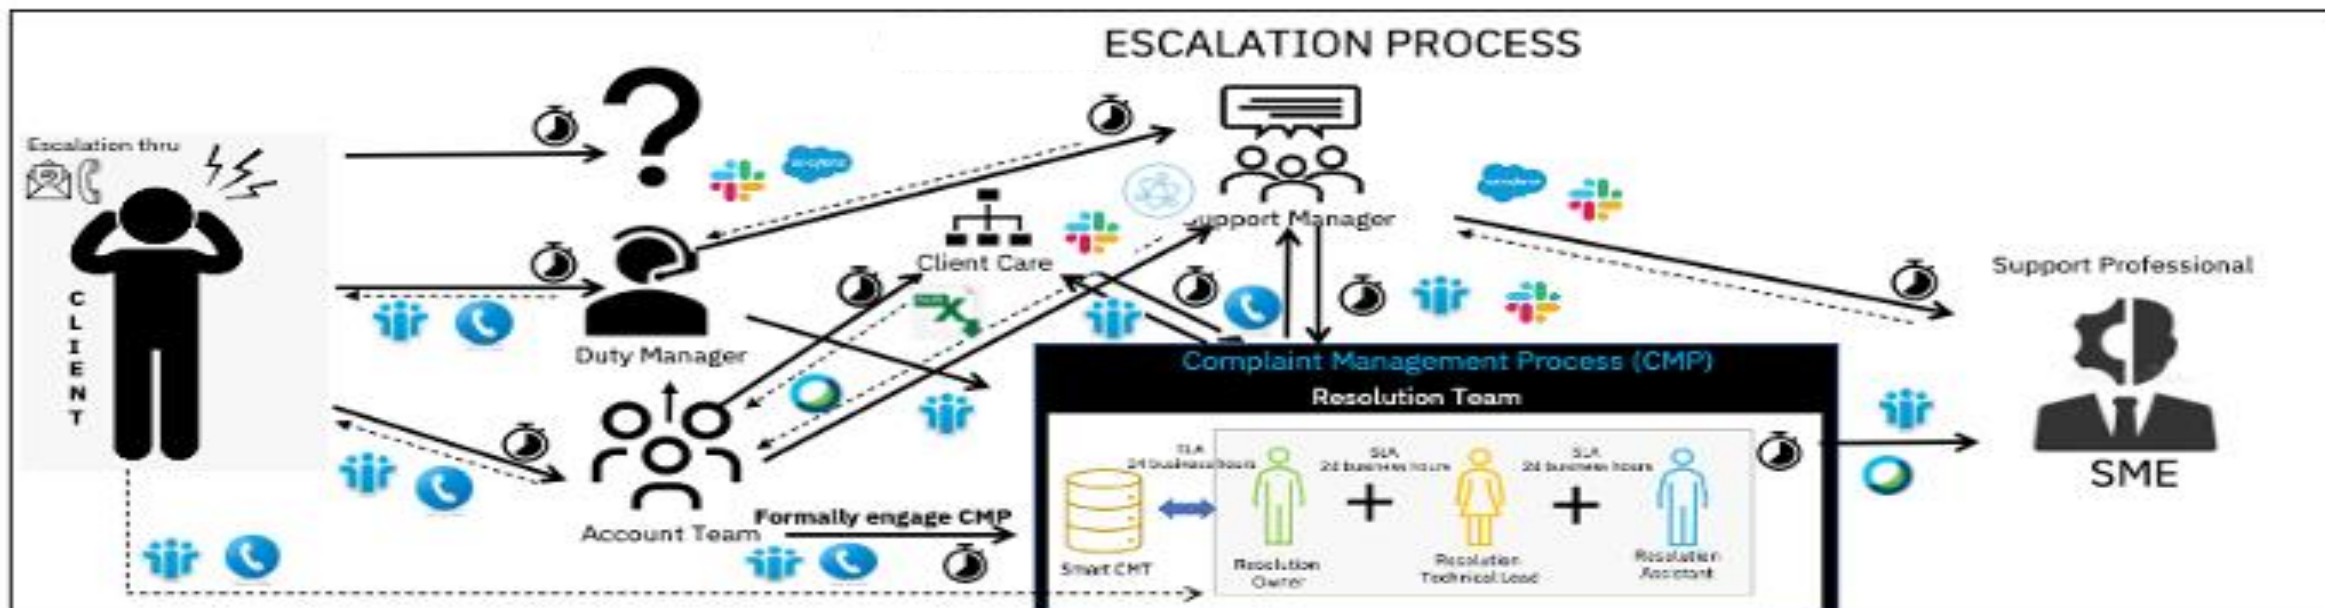 ESCALATION PROCESS
Escalation thru
CLIENT
Duty Manager
Account Team
Client Care
upport Manager
Support Professional
SME
Formally engage CMP
Complaint Management Process (CMP)
Resolution Team
24 business hours
SLA
24 business hours
SLA
24 business hours
Smart CMT
Resolution
Owner
Resolution
Technical Lead
Resolution
Assistant